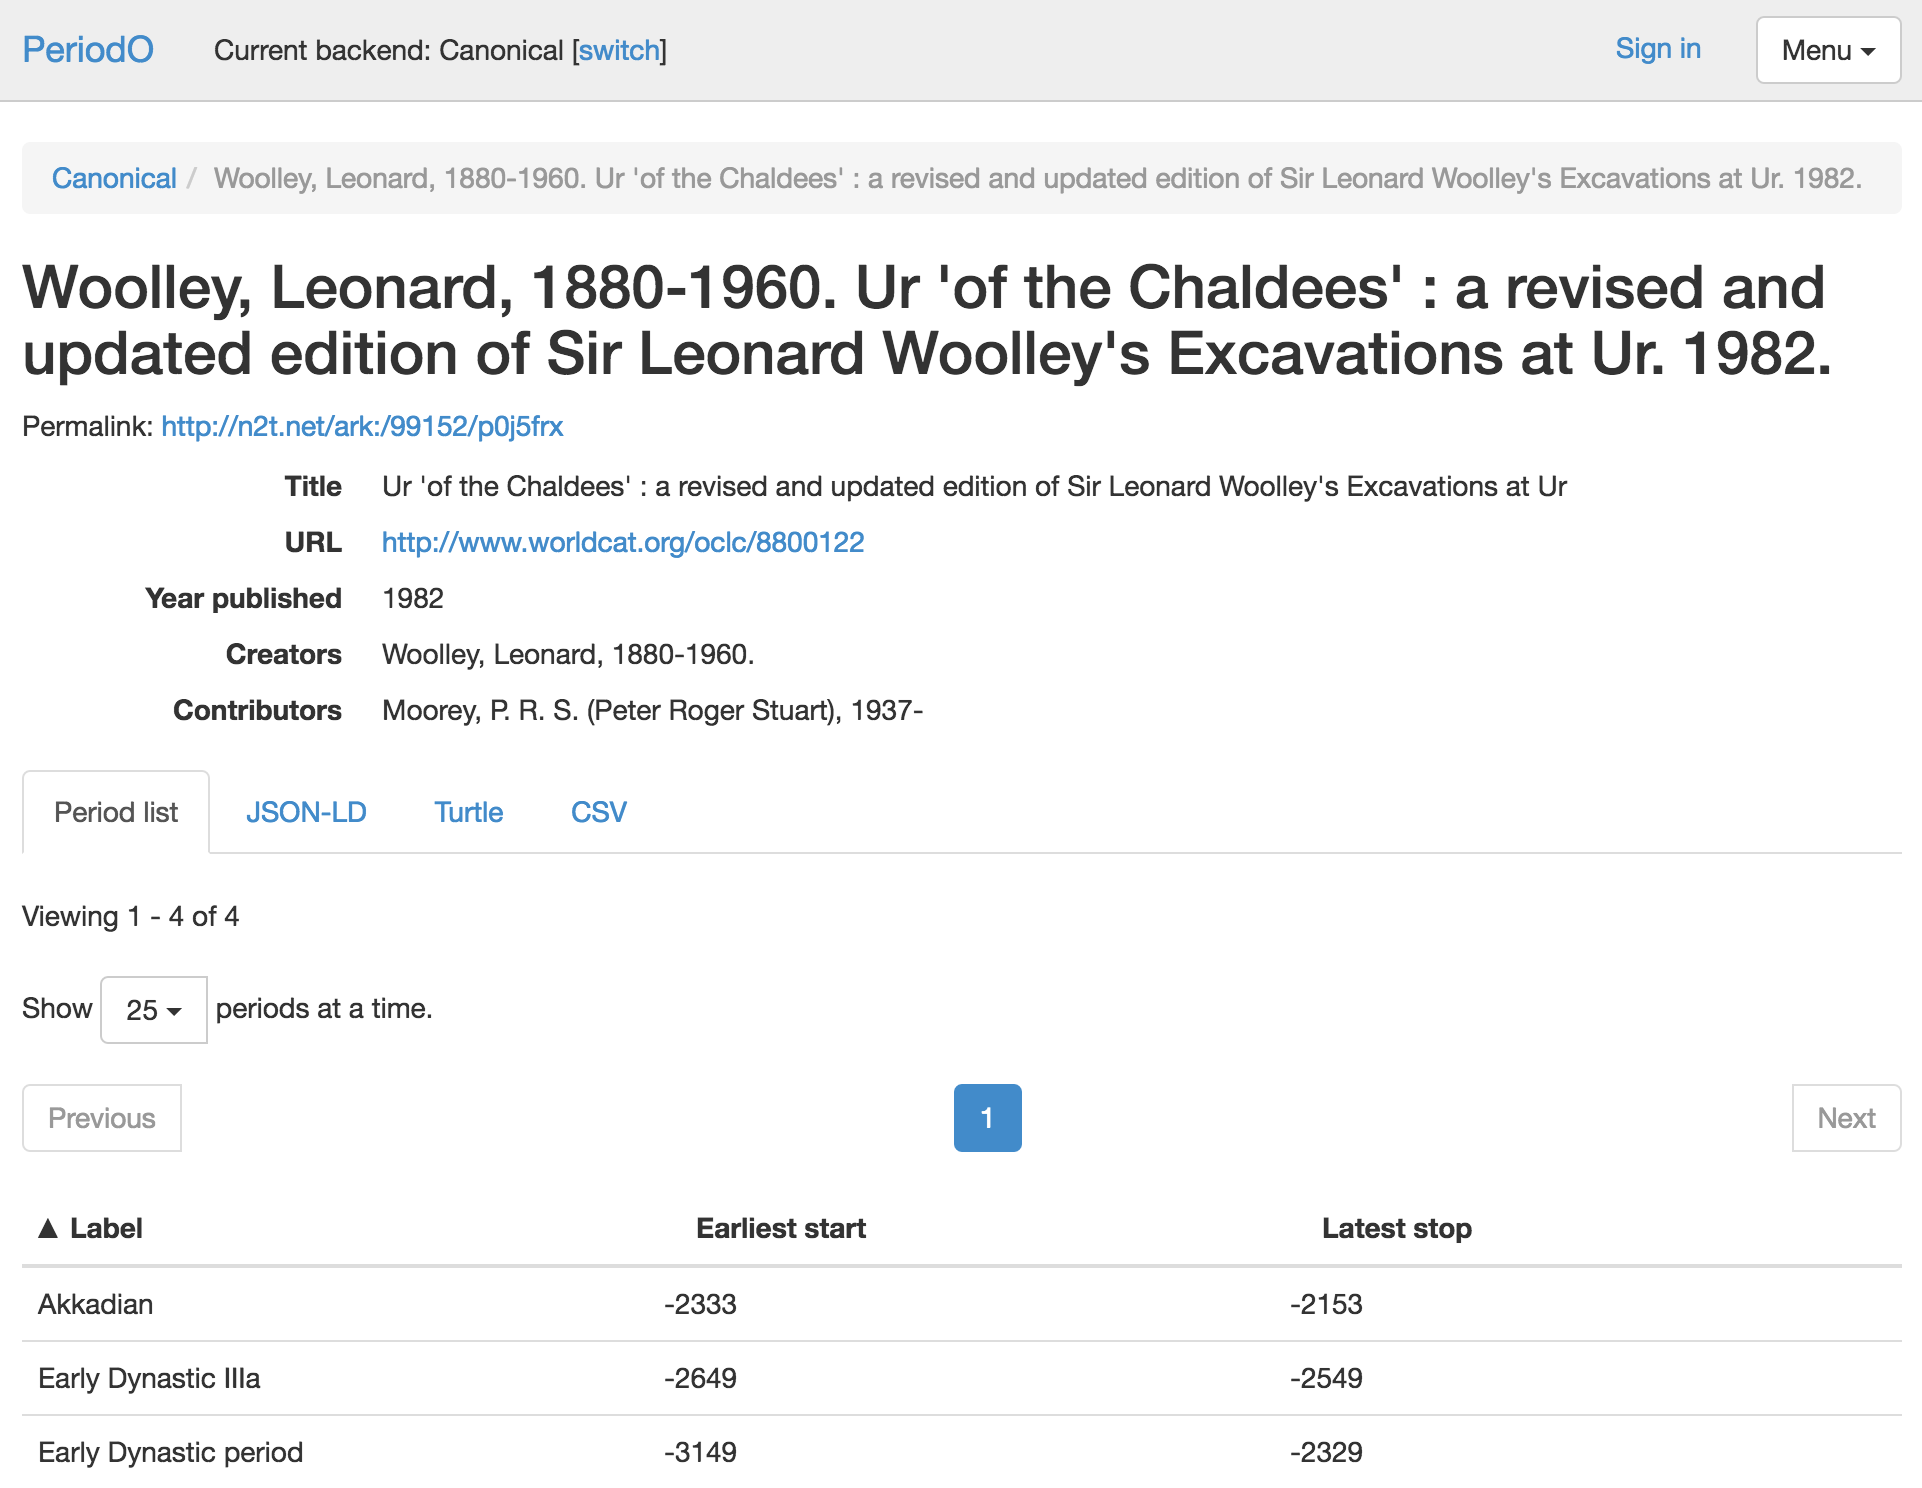 PeriodO Current backend: Canonical [switch] Sign in Menu
Canonical / Woolley, Leonard, 1880-1960. Ur 'of the Chaldees' : a revised and updated edition of Sir Leonard Woolley's Excavations at Ur. 1982.
Woolley, Leonard, 1880-1960. Ur 'of the Chaldees' : a revised and
updated edition of Sir Leonard Woolley's Excavations at Ur. 1982.
Permalink: http://n2t.net/ark:/99152/p0j5frx
Title Ur 'of the Chaldees' : a revised and updated edition of Sir Leonard Woolley's Excavations at Ur
URL http://www.worldcat.org/oclc/8800122
Year published 1982
Creators Woolley, Leonard, 1880-1960.
Contributors Moorey, P. R. S. (Peter Roger Stuart), 1937-
Period list JSON-LD Turtle CSV
Viewing 1 - 4 of 4
Show 25 periods at a time.
Previous 1 Next
▲ Label Earliest start Latest stop
Akkadian -2333 -2153
Early Dynastic IIIa -2649 -2549
Early Dynastic period -3149 -2329